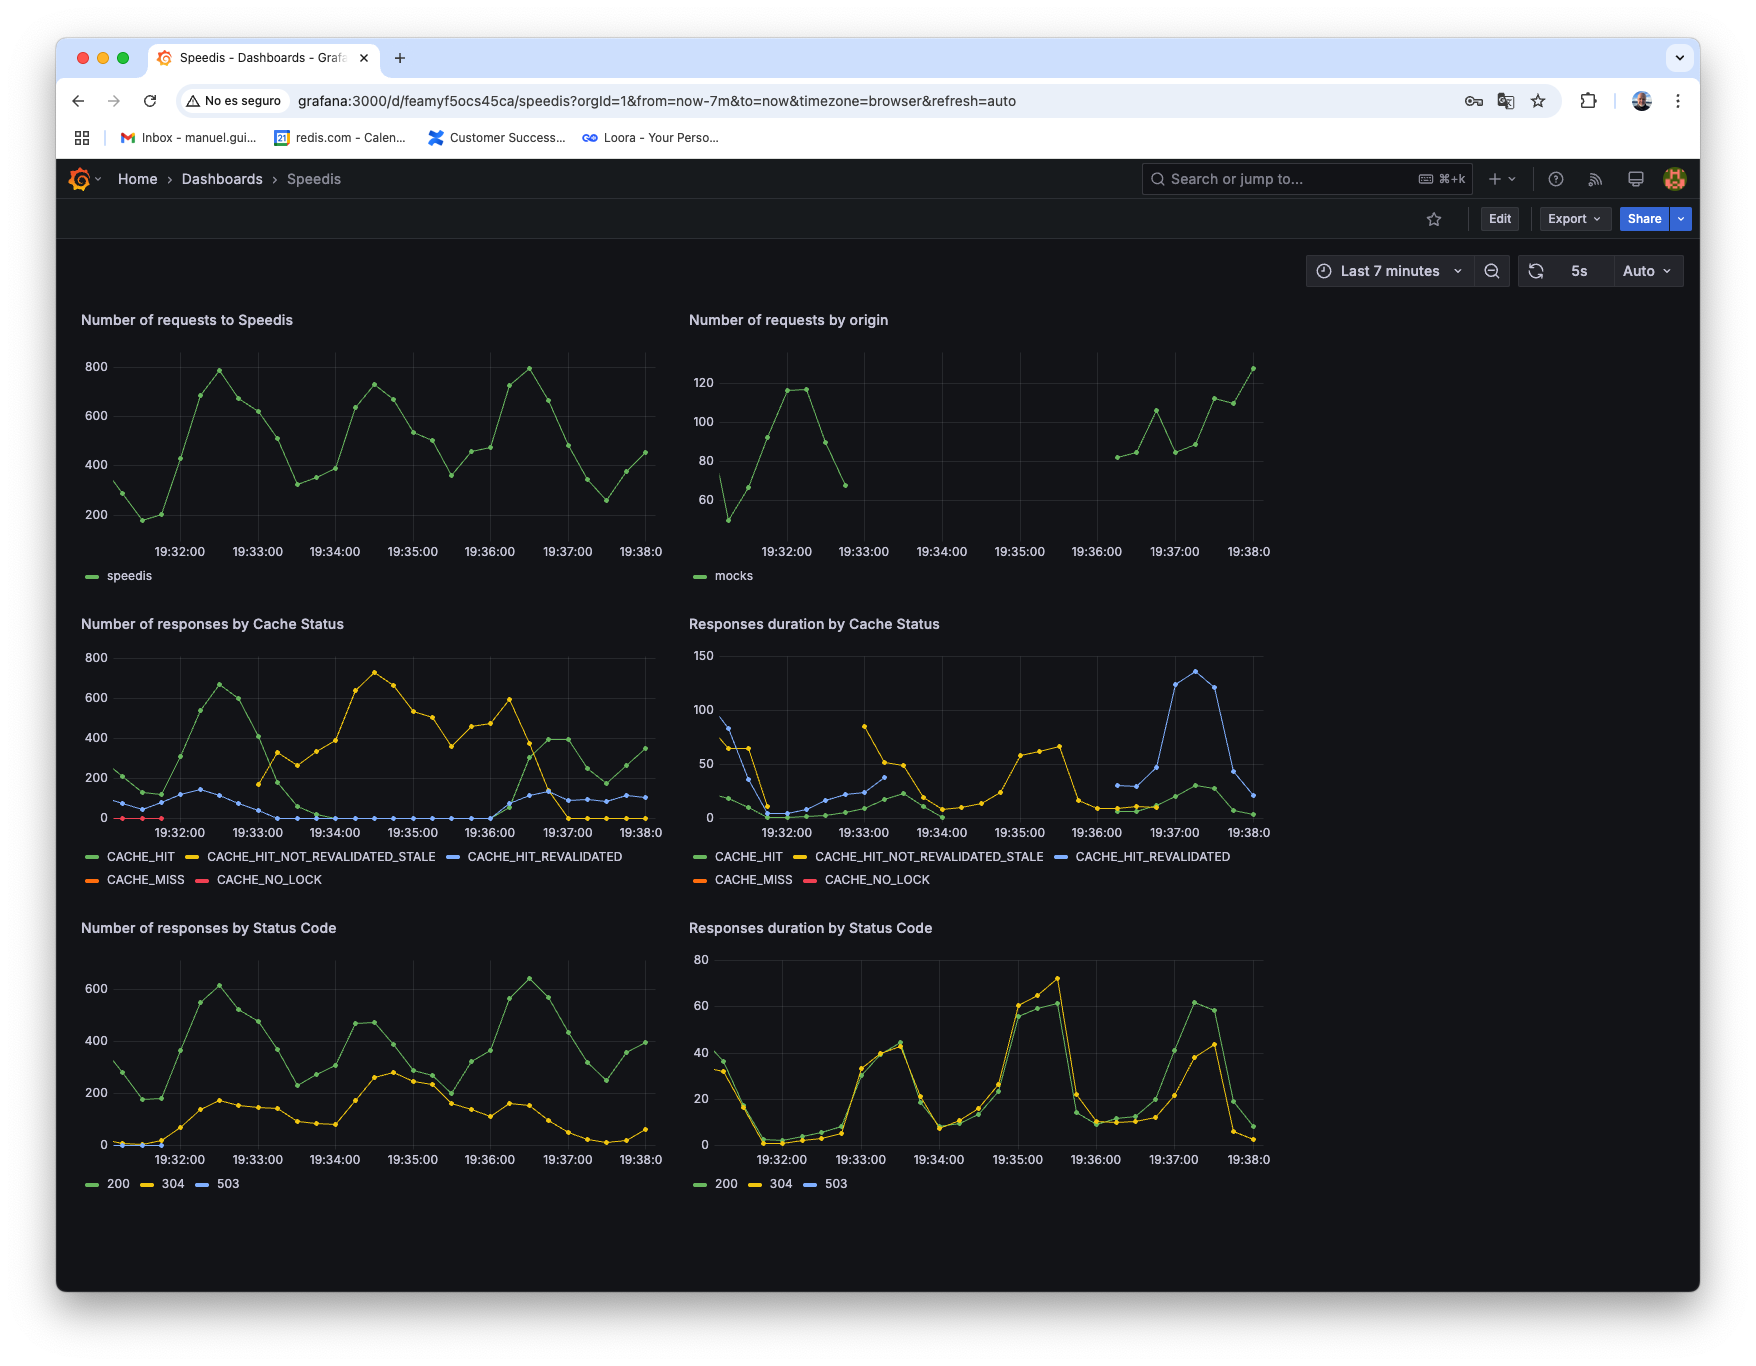 Speedis - Dashboards - Grafa
No es seguro grafana:3000/d/feamyf5ocs45ca/speedis?orgId=1&from=now-7m&to=now&timezone=browser&refresh=auto
Inbox - manuel.gui... redis.com - Calen... Customer Success... Loora - Your Perso...
Home › Dashboards › Speedis Search or jump to... ⌘+k
Edit Export Share
Last 7 minutes 5s Auto
Number of requests to Speedis
800
600
400
200
19:32:00 19:33:00 19:34:00 19:35:00 19:36:00 19:37:00 19:38:0
speedis
Number of requests by origin
120
100
80
60
19:32:00 19:33:00 19:34:00 19:35:00 19:36:00 19:37:00 19:38:0
mocks
Number of responses by Cache Status
800
600
400
200
0
19:32:00 19:33:00 19:34:00 19:35:00 19:36:00 19:37:00 19:38:0
CACHE_HIT CACHE_HIT_NOT_REVALIDATED_STALE CACHE_HIT_REVALIDATED
CACHE_MISS CACHE_NO_LOCK
Responses duration by Cache Status
150
100
50
0
19:32:00 19:33:00 19:34:00 19:35:00 19:36:00 19:37:00 19:38:0
CACHE_HIT CACHE_HIT_NOT_REVALIDATED_STALE CACHE_HIT_REVALIDATED
CACHE_MISS CACHE_NO_LOCK
Number of responses by Status Code
600
400
200
0
19:32:00 19:33:00 19:34:00 19:35:00 19:36:00 19:37:00 19:38:0
200 304 503
Responses duration by Status Code
80
60
40
20
0
19:32:00 19:33:00 19:34:00 19:35:00 19:36:00 19:37:00 19:38:0
200 304 503